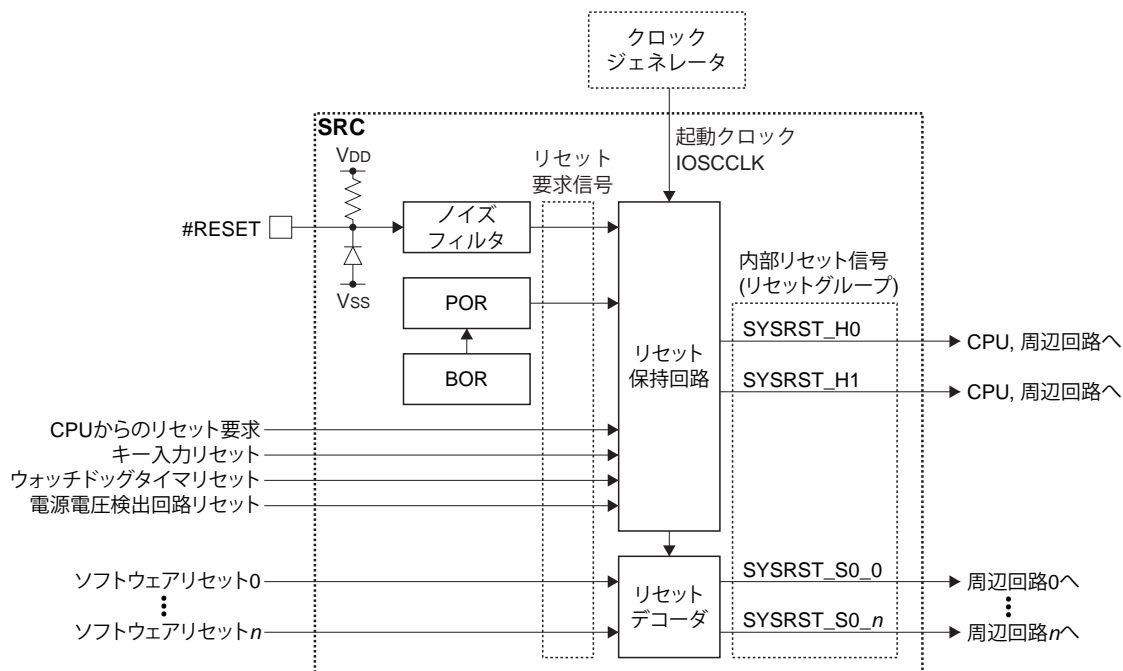 クロック
ジェネレータ
SRC
起動クロック
IOSCCLK
VDD
リセット
要求信号
#RESET
ノイズ
フィルタ
VSS
POR
BOR
リセット
保持回路
内部リセット信号
(リセットグループ)
SYSRST_H0
CPU, 周辺回路へ
SYSRST_H1
CPU, 周辺回路へ
CPUからのリセット要求
キー入力リセット
ウォッチドッグタイマリセット
電源電圧検出回路リセット
ソフトウェアリセット0
ソフトウェアリセットn
リセット
デコーダ
SYSRST_S0_0
周辺回路0へ
SYSRST_S0_n
周辺回路nへ